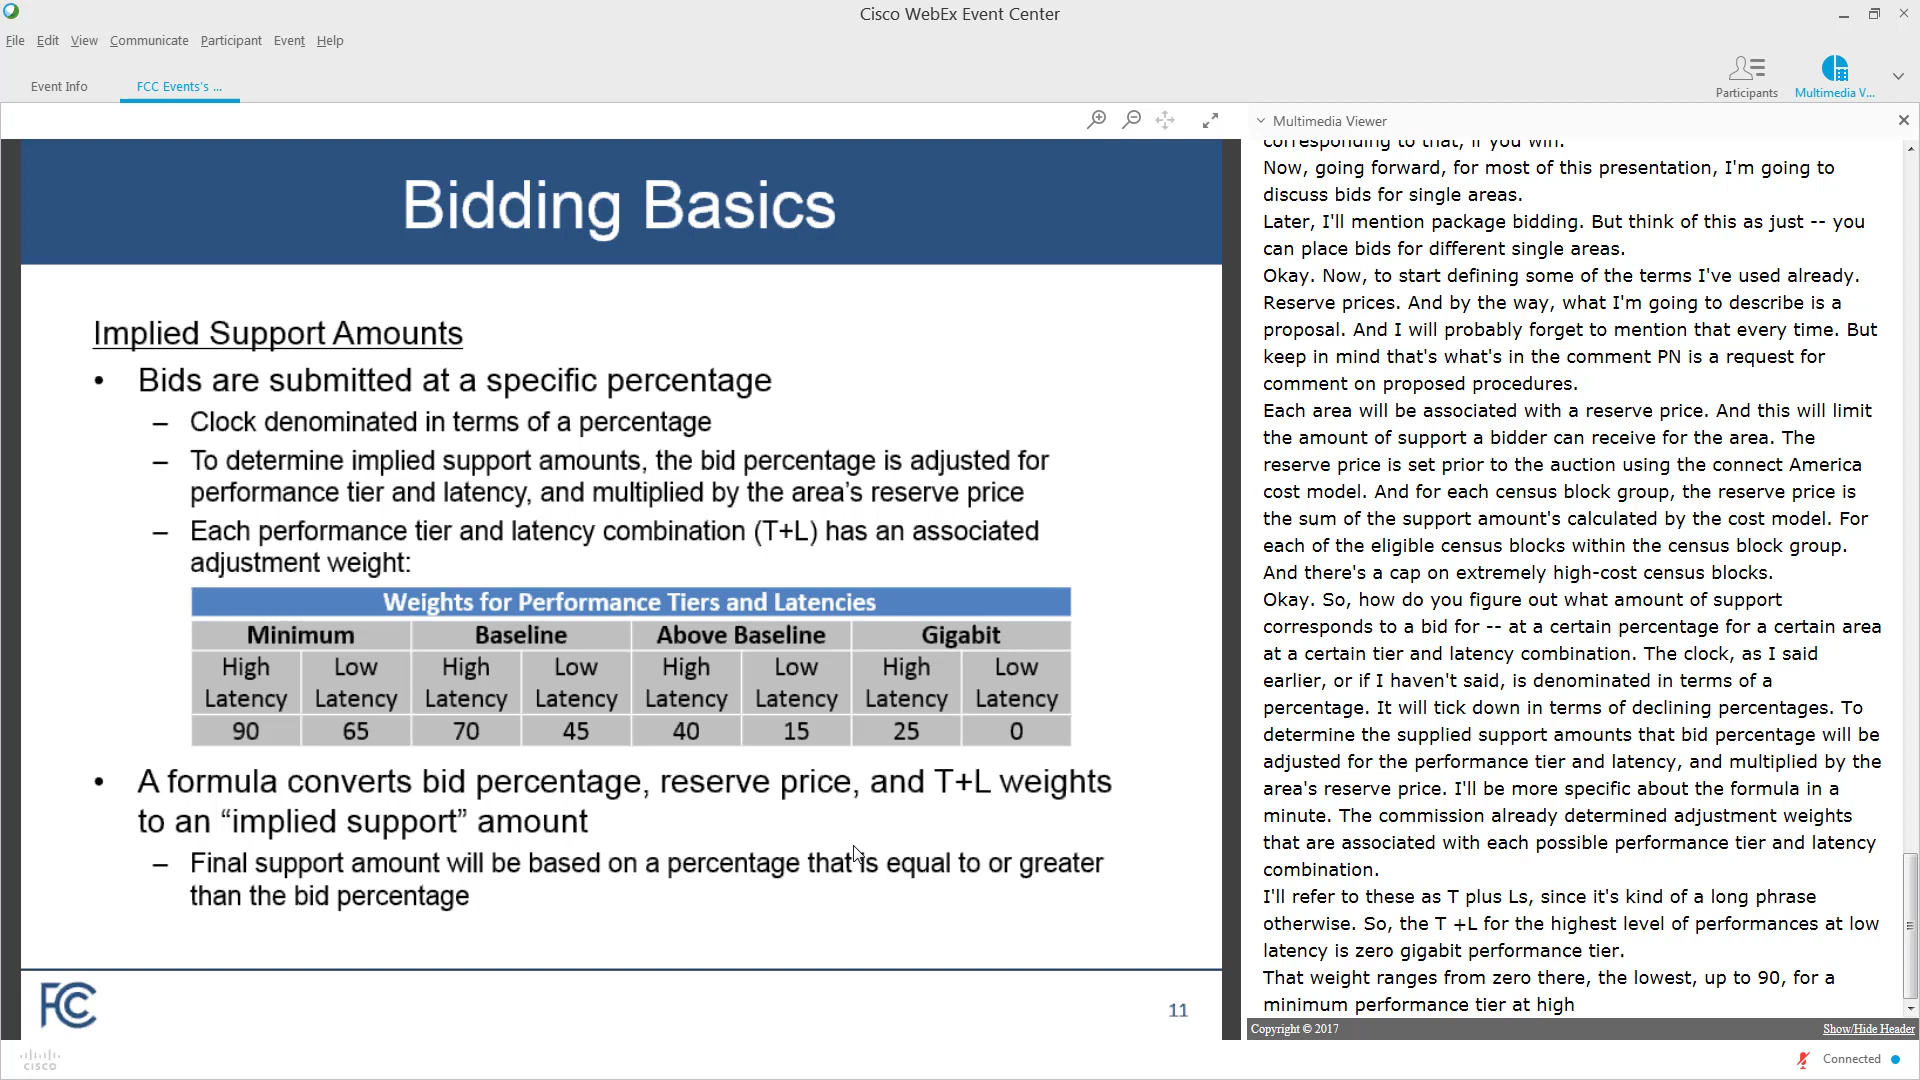 Cisco WebEx Event Center
File Edit View Communicate Participant Event Help
Event Info FCC Events's ...
Participants Multimedia V...
Bidding Basics
Implied Support Amounts
• Bids are submitted at a specific percentage
– Clock denominated in terms of a percentage
– To determine implied support amounts, the bid percentage is adjusted for
performance tier and latency, and multiplied by the area’s reserve price
– Each performance tier and latency combination (T+L) has an associated
adjustment weight:
Weights for Performance Tiers and Latencies
Minimum Baseline Above Baseline Gigabit
High Low High Low High Low High Low
Latency Latency Latency Latency Latency Latency Latency Latency
90 65 70 45 40 15 25 0
• A formula converts bid percentage, reserve price, and T+L weights
to an “implied support” amount
– Final support amount will be based on a percentage that is equal to or greater
than the bid percentage
FCC
11
cisco
Multimedia Viewer
corresponding to that, if you win.
Now, going forward, for most of this presentation, I'm going to
discuss bids for single areas.
Later, I'll mention package bidding. But think of this as just -- you
can place bids for different single areas.
Okay. Now, to start defining some of the terms I've used already.
Reserve prices. And by the way, what I'm going to describe is a
proposal. And I will probably forget to mention that every time. But
keep in mind that's what's in the comment PN is a request for
comment on proposed procedures.
Each area will be associated with a reserve price. And this will limit
the amount of support a bidder can receive for the area. The
reserve price is set prior to the auction using the connect America
cost model. And for each census block group, the reserve price is
the sum of the support amount's calculated by the cost model. For
each of the eligible census blocks within the census block group.
And there's a cap on extremely high-cost census blocks.
Okay. So, how do you figure out what amount of support
corresponds to a bid for -- at a certain percentage for a certain area
at a certain tier and latency combination. The clock, as I said
earlier, or if I haven't said, is denominated in terms of a
percentage. It will tick down in terms of declining percentages. To
determine the supplied support amounts that bid percentage will be
adjusted for the performance tier and latency, and multiplied by the
area's reserve price. I'll be more specific about the formula in a
minute. The commission already determined adjustment weights
that are associated with each possible performance tier and latency
combination.
I'll refer to these as T plus Ls, since it's kind of a long phrase
otherwise. So, the T +L for the highest level of performances at low
latency is zero gigabit performance tier.
That weight ranges from zero there, the lowest, up to 90, for a
minimum performance tier at high
Copyright © 2017 Show/Hide Header
Connected